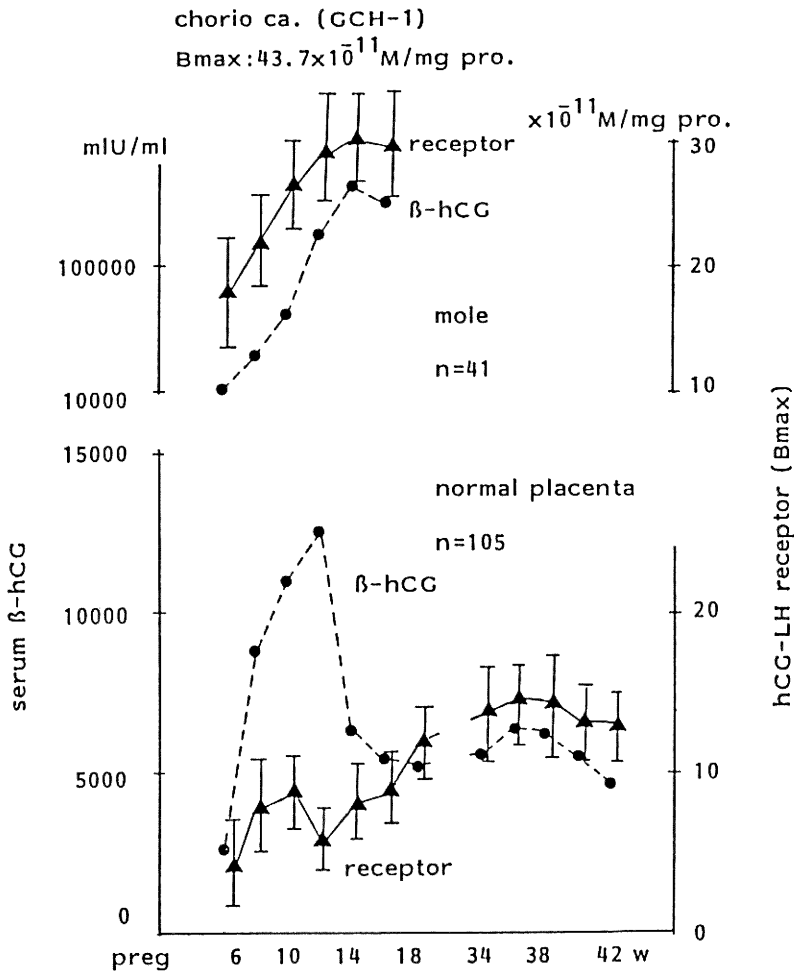 chorio ca. (GCH-1)
Bmax:43.7x10⁻¹¹M/mg pro.
mIU/ml
x10⁻¹¹M/mg pro.
receptor
30
ß-hCG
100000
20
mole
n=41
10000
10
15000
normal placenta
n=105
ß-hCG
10000
20
serum ß-hCG
hCG-LH receptor (Bmax)
5000
10
receptor
0
0
preg 6 10 14 18 34 38 42 w